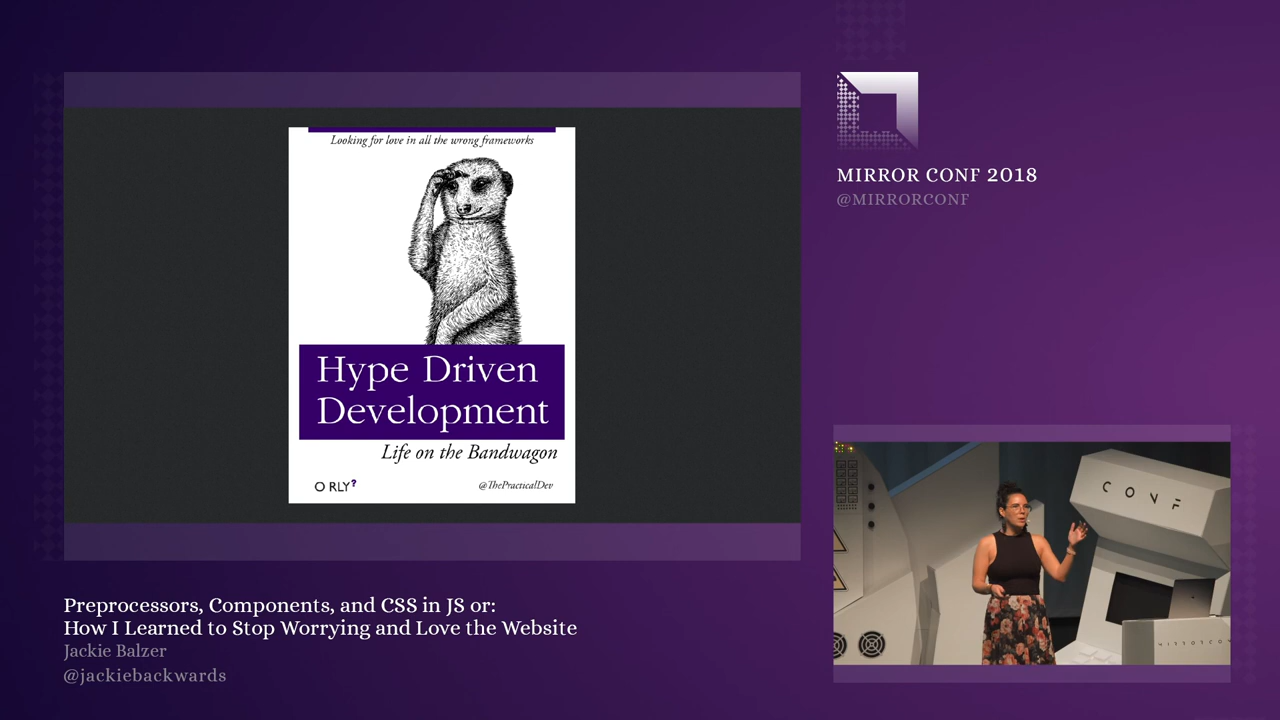 Looking for love in all the wrong frameworks
Hype Driven
Development
Life on the Bandwagon
O RLY?
@ThePracticalDev
MIRROR CONF 2018
@MIRRORCONF
CONF
Preprocessors, Components, and CSS in JS or:
How I Learned to Stop Worrying and Love the Website
Jackie Balzer
@jackiebackwards